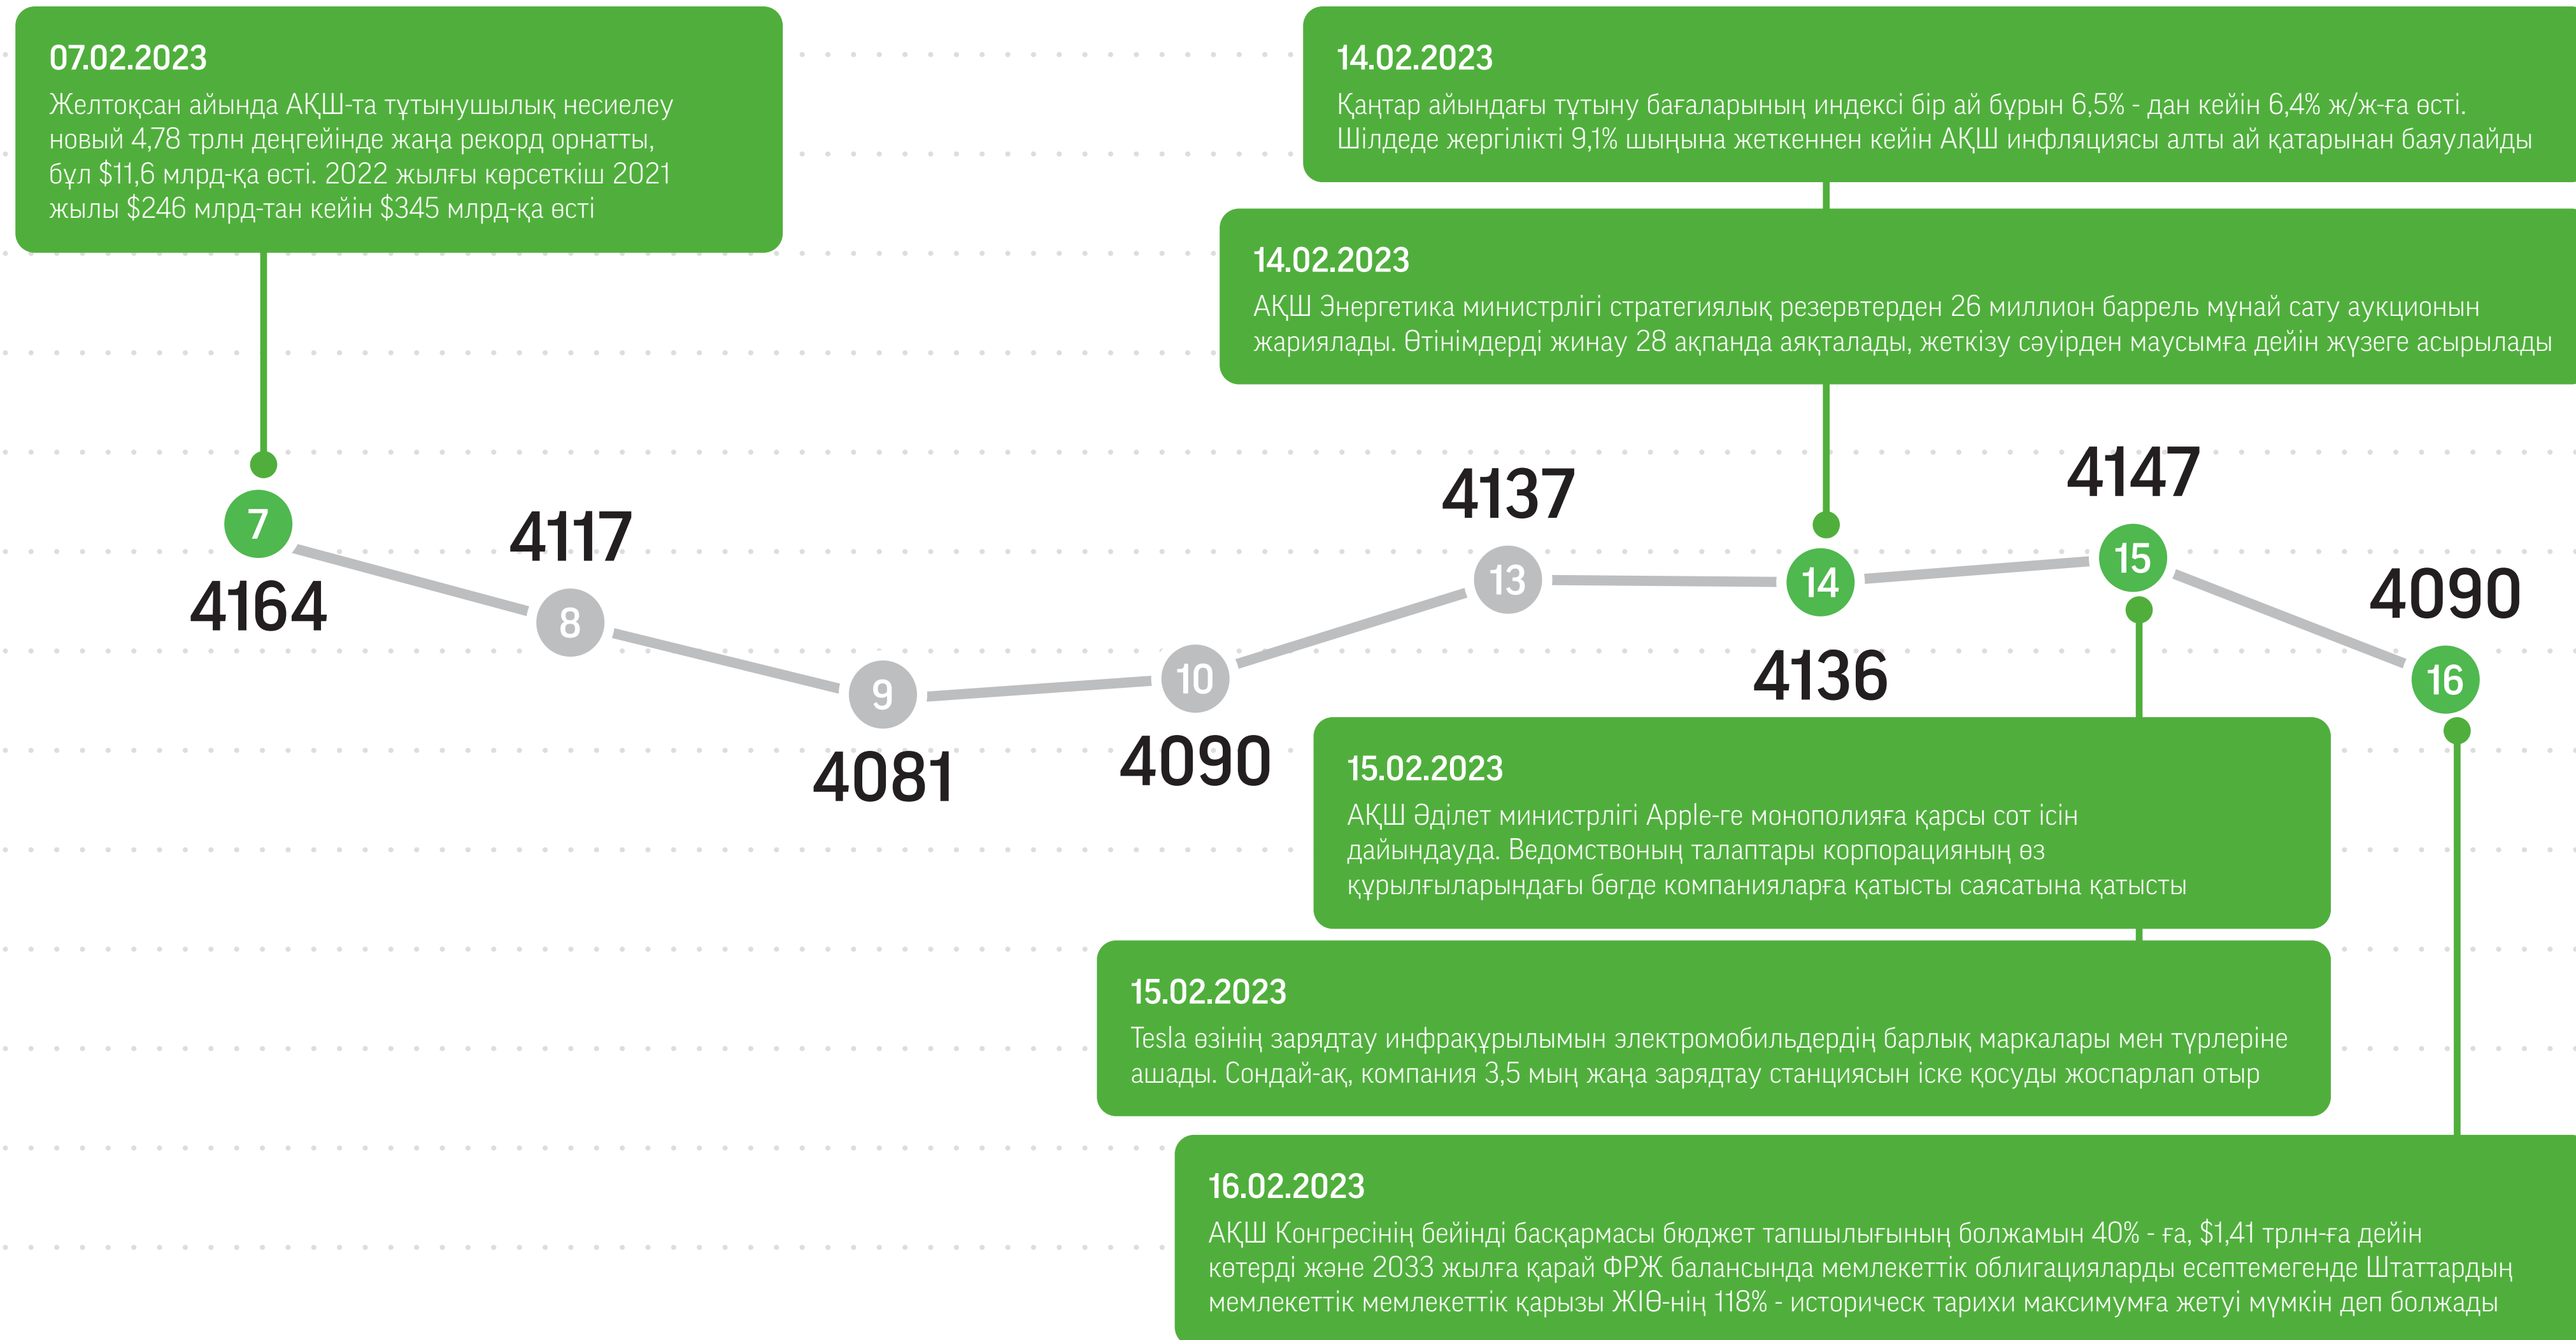 07.02.2023
Желтоқсан айында АҚШ-та тұтынушылық несиелеу
новый 4,78 трлн деңгейінде жаңа рекорд орнатты,
бұл $11,6 млрд-қа өсті. 2022 жылғы көрсеткіш 2021
жылы $246 млрд-тан кейін $345 млрд-қа өсті
14.02.2023
Қаңтар айындағы тұтыну бағаларының индексі бір ай бұрын 6,5% - дан кейін 6,4% ж/ж-ға өсті.
Шілдеде жергілікті 9,1% шыңына жеткеннен кейін АҚШ инфляциясы алты ай қатарынан баяулайды
14.02.2023
АҚШ Энергетика министрлігі стратегиялық резервтерден 26 миллион баррель мұнай сату аукционын
жариялады. Өтінімдерді жинау 28 ақпанда аяқталады, жеткізу сәуірден маусымға дейін жүзеге асырылады
7
4164
4117
8
9
4081
10
4090
4137
13
14
4136
4147
15
4090
16
15.02.2023
АҚШ Әділет министрлігі Apple-ге монополияға қарсы сот ісін
дайындауда. Ведомствоның талаптары корпорацияның өз
құрылғыларындағы бөгде компанияларға қатысты саясатына қатысты
15.02.2023
Tesla өзінің зарядтау инфрақұрылымын электромобильдердің барлық маркалары мен түрлеріне
ашады. Сондай-ақ, компания 3,5 мың жаңа зарядтау станциясын іске қосуды жоспарлап отыр
16.02.2023
АҚШ Конгресінің бейінді басқармасы бюджет тапшылығының болжамын 40% - ға, $1,41 трлн-ға дейін
көтерді және 2033 жылға қарай ФРЖ балансында мемлекеттік облигацияларды есептемегенде Штаттардың
мемлекеттік мемлекеттік қарызы ЖІӨ-нің 118% - историческ тарихи максимумға жетуі мүмкін деп болжады